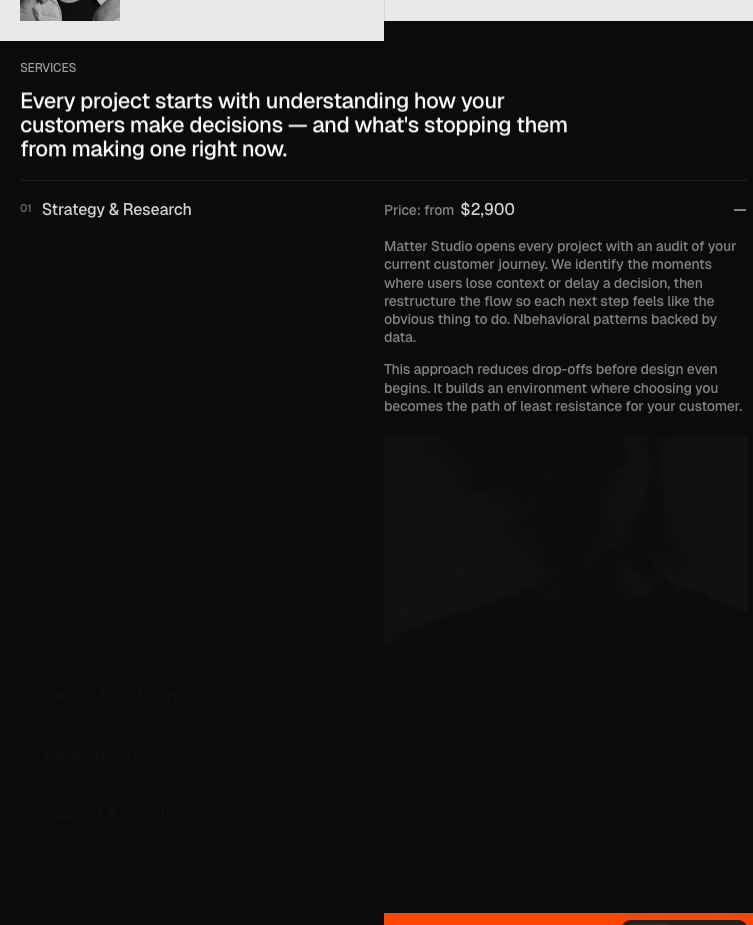 SERVICES
Every project starts with understanding how your
customers make decisions — and what's stopping them
from making one right now.
01 Strategy & Research
Price: from $2,900
Matter Studio opens every project with an audit of your
current customer journey. We identify the moments
where users lose context or delay a decision, then
restructure the flow so each next step feels like the
obvious thing to do. Nbehavioral patterns backed by
data.
This approach reduces drop-offs before design even
begins. It builds an environment where choosing you
becomes the path of least resistance for your customer.
Design & Prototyping
Development
Support & Growth
SEO